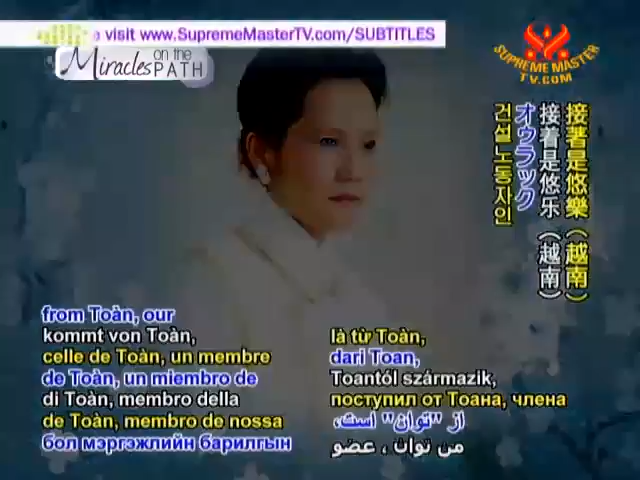 e visit www.SupremeMasterTV.com/SUBTITLES
Miracles on the PATH
SUPREME MASTER
TV.COM
接著是悠樂（越南）
接着是悠乐（越南）
オゥラック
건설 노동자인
from Toàn, our
kommt von Toàn,
celle de Toàn, un membre
de Toàn, un miembro de
di Toàn, membro della
de Toàn, membro de nossa
бол мэргэжлийн барилгын
là từ Toàn,
dari Toan,
Toantól származik,
поступил от Тоана, члена
از "توان" است،
من توان ، عضو